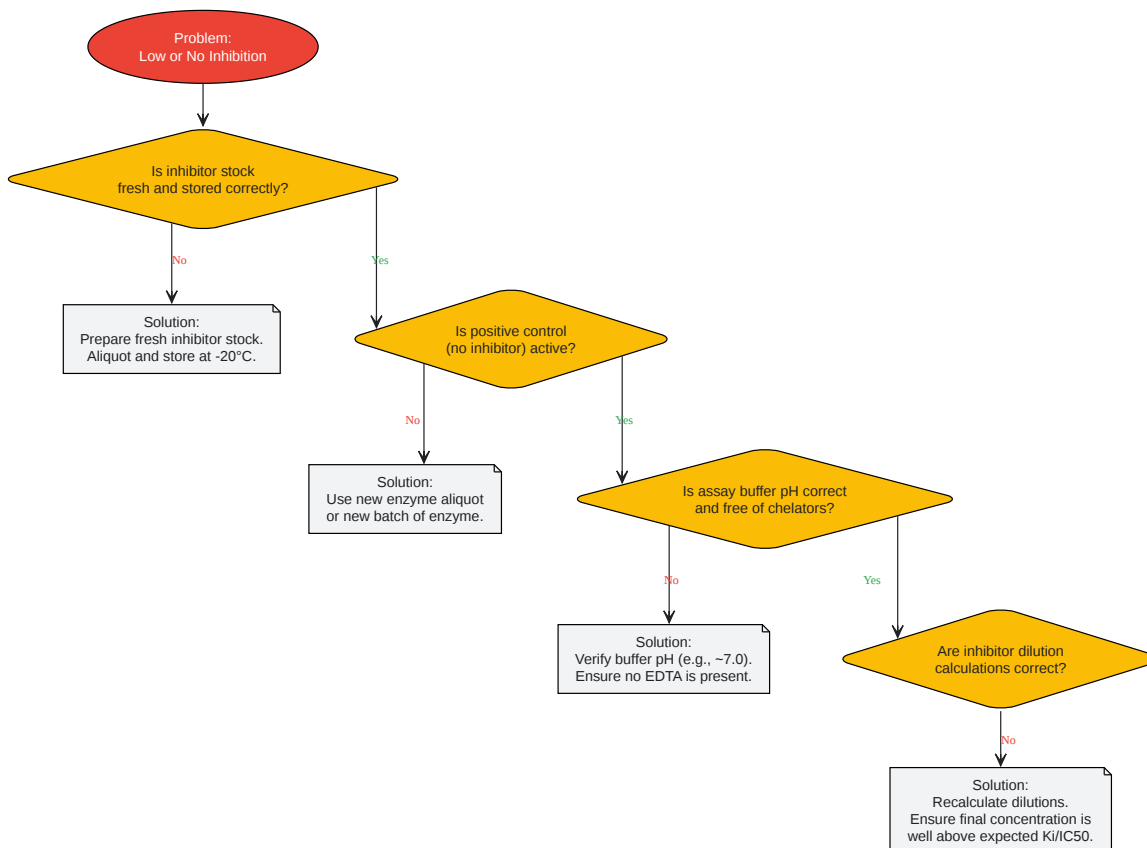 Problem:
Low or No Inhibition
Is inhibitor stock
fresh and stored correctly?
No
Yes
Solution:
Prepare fresh inhibitor stock.
Aliquot and store at -20°C.
Is positive control
(no inhibitor) active?
No
Yes
Solution:
Use new enzyme aliquot
or new batch of enzyme.
Is assay buffer pH correct
and free of chelators?
No
Yes
Solution:
Verify buffer pH (e.g., ~7.0).
Ensure no EDTA is present.
Are inhibitor dilution
calculations correct?
No
Solution:
Recalculate dilutions.
Ensure final concentration is
well above expected Ki/IC50.